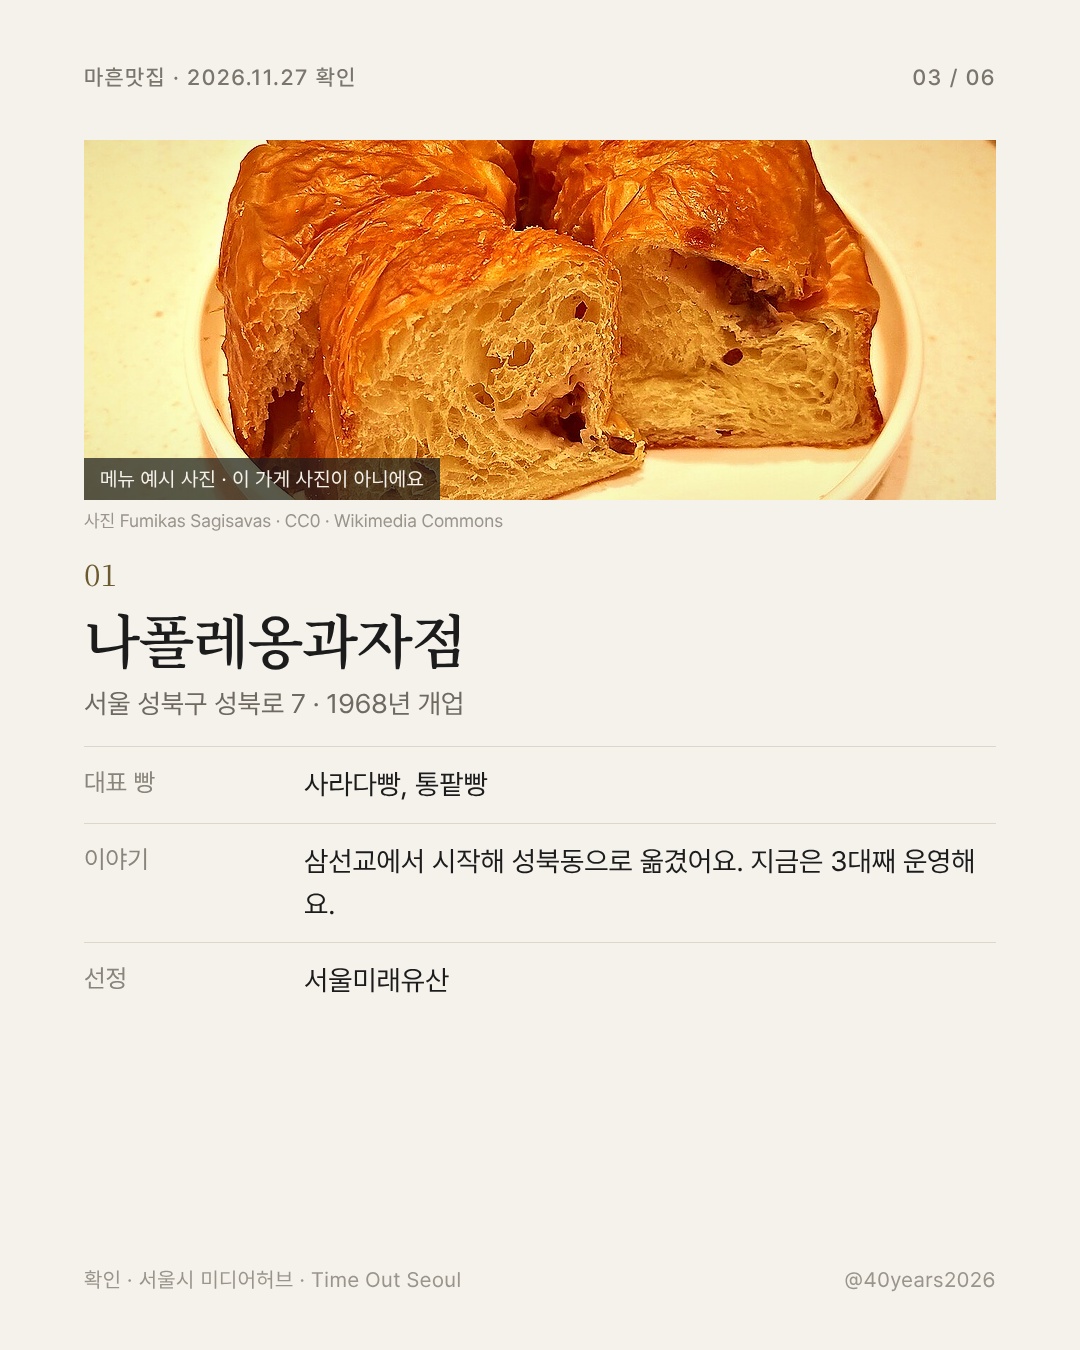 마흔맛집 · 2026.11.27 확인
03 / 06
메뉴 예시 사진 · 이 가게 사진이 아니에요
사진 Fumikas Sagisavas · CC0 · Wikimedia Commons
01
나폴레옹과자점
서울 성북구 성북로 7 · 1968년 개업
대표 빵
사라다빵, 통팥빵
이야기
삼선교에서 시작해 성북동으로 옮겼어요. 지금은 3대째 운영해
요.
선정
서울미래유산
확인 · 서울시 미디어허브 · Time Out Seoul
@40years2026